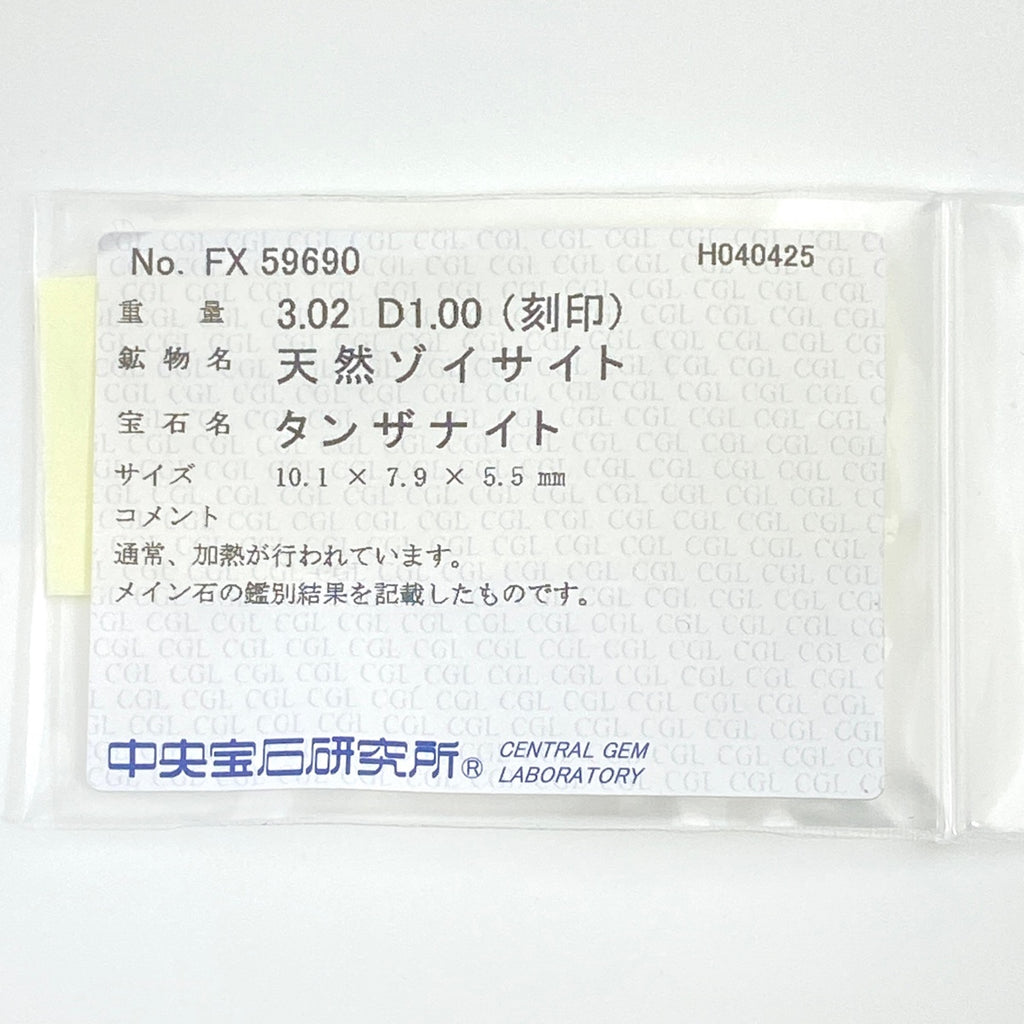 No. FX 59690 H040425
重量 3.02 D1.00 (刻印)
鉱物名 天然ゾイサイト
宝石名 タンザナイト
サイズ 10.1 × 7.9 × 5.5 mm
コメント
通常、加熱が行われています。
メイン石の鑑別結果を記載したものです。
中央宝石研究所® CENTRAL GEM
LABORATORY